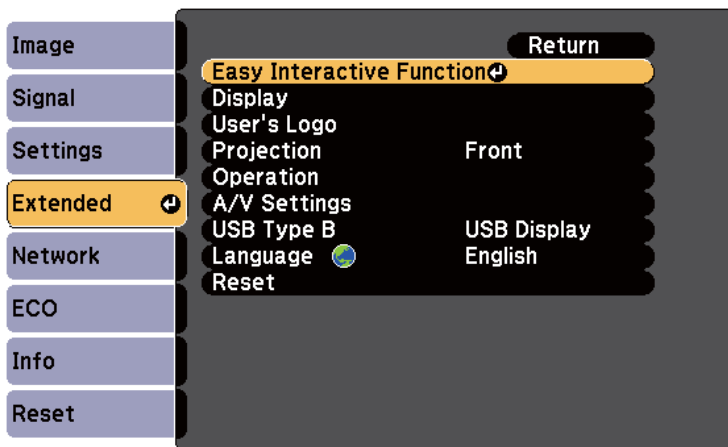 Image
Signal
Settings
Extended
Network
ECO
Info
Reset
Return
Easy Interactive Function
Display
User's Logo
Projection Front
Operation
A/V Settings
USB Type B USB Display
Language English
Reset